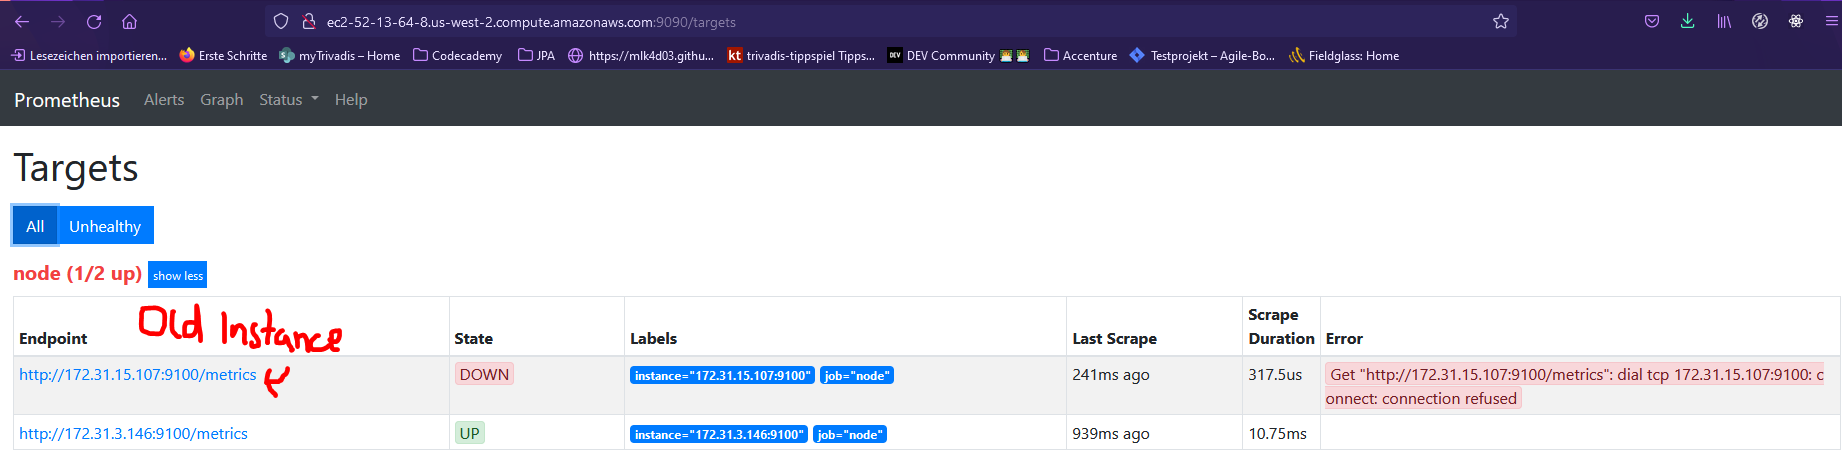 ec2-52-13-64-8.us-west-2.compute.amazonaws.com:9090/targets
Lesezeichen importieren... Erste Schritte myTrivadis – Home Codecademy JPA https://mlk4d03.githu... kt trivadis-tippspiel Tipps... DEV DEV Community Accenture Testprojekt – Agile-Bo... Fieldglass: Home
Prometheus Alerts Graph Status Help
Targets
All Unhealthy
node (1/2 up) show less
Old Instance
Endpoint State Labels Last Scrape Scrape Duration Error
http://172.31.15.107:9100/metrics DOWN instance="172.31.15.107:9100" job="node" 241ms ago 317.5us Get "http://172.31.15.107:9100/metrics": dial tcp 172.31.15.107:9100: c
onnect: connection refused
http://172.31.3.146:9100/metrics UP instance="172.31.3.146:9100" job="node" 939ms ago 10.75ms